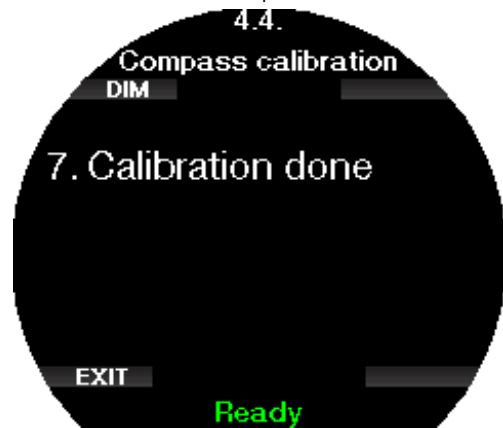 4.4.
Compass calibration
DIM
7. Calibration done
EXIT
Ready